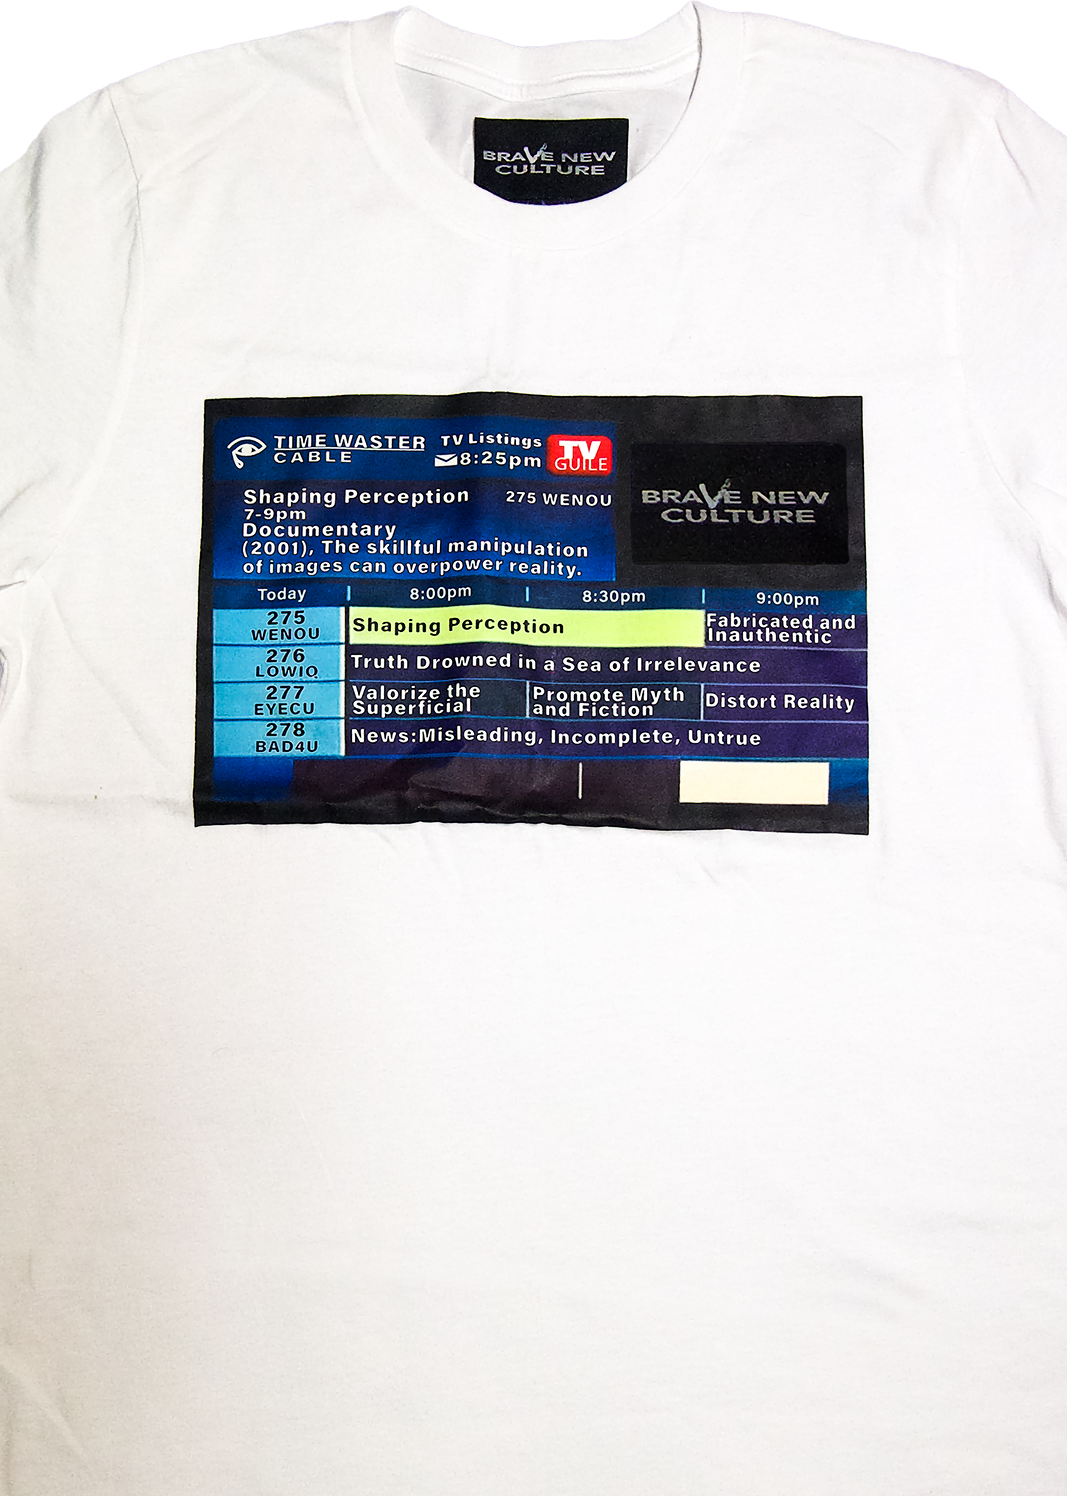 BRAVE NEW
CULTURE
TIME WASTER
CABLE
TV Listings
8:25pm
TV
GUILE
Shaping Perception
275 WENOU
7-9pm
Documentary
(2001), The skillful manipulation
of images can overpower reality.
BRAVE NEW
CULTURE
Today 8:00pm 8:30pm 9:00pm
275
WENOU
Shaping Perception
Fabricated and
Inauthentic
276
LOWIQ
Truth Drowned in a Sea of Irrelevance
277
EYECU
Valorize the
Superficial
Promote Myth
and Fiction
Distort Reality
278
BAD4U
News:Misleading, Incomplete, Untrue